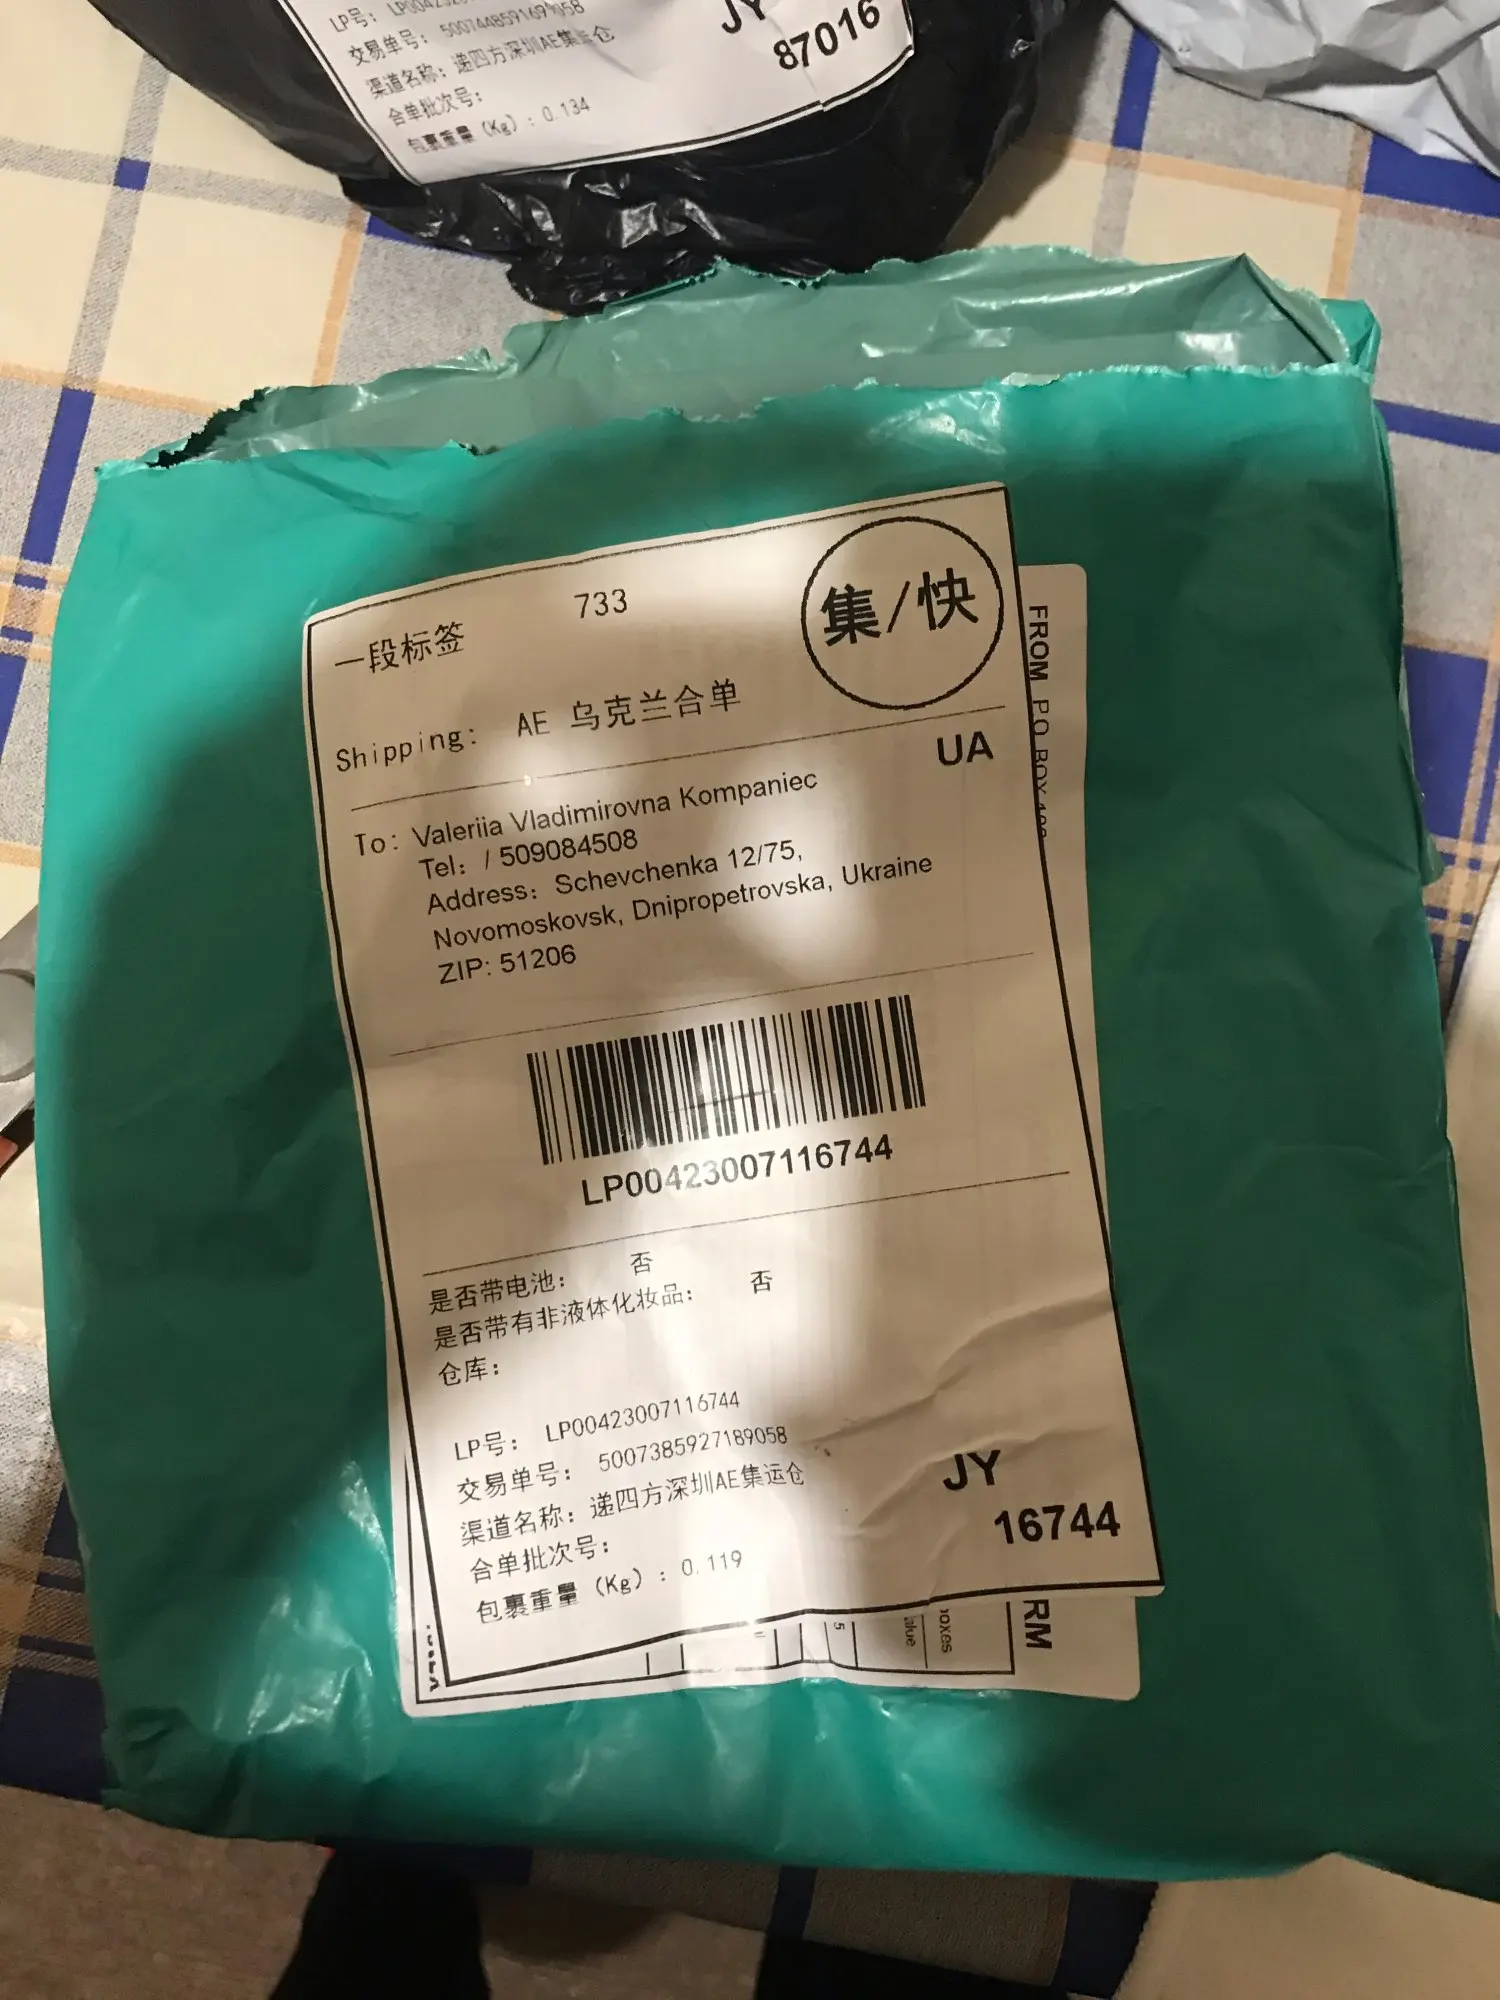 LP号:
交易单号:
JY
87016
渠道名称: 递四方深圳AE集运仓
合单批次号:
包裹重量 (Kg) : 0.134
733
集/快
一段标签
Shipping: AE 乌克兰合单
UA
To: Valeriia Vladimirovna Kompaniec
Tel: / 509084508
Address: Schevchenka 12/75,
Novomoskovsk, Dnipropetrovska, Ukraine
ZIP: 51206
LP00423007116744
是否带电池: 否
是否带有非液体化妆品: 否
仓库:
LP号: LP00423007116744
交易单号: 5007385927189058
渠道名称: 递四方深圳AE集运仓
合单批次号:
包裹重量 (Kg) : 0.119
JY
16744
FROM P.O BOX
RM
oxes
alue
5